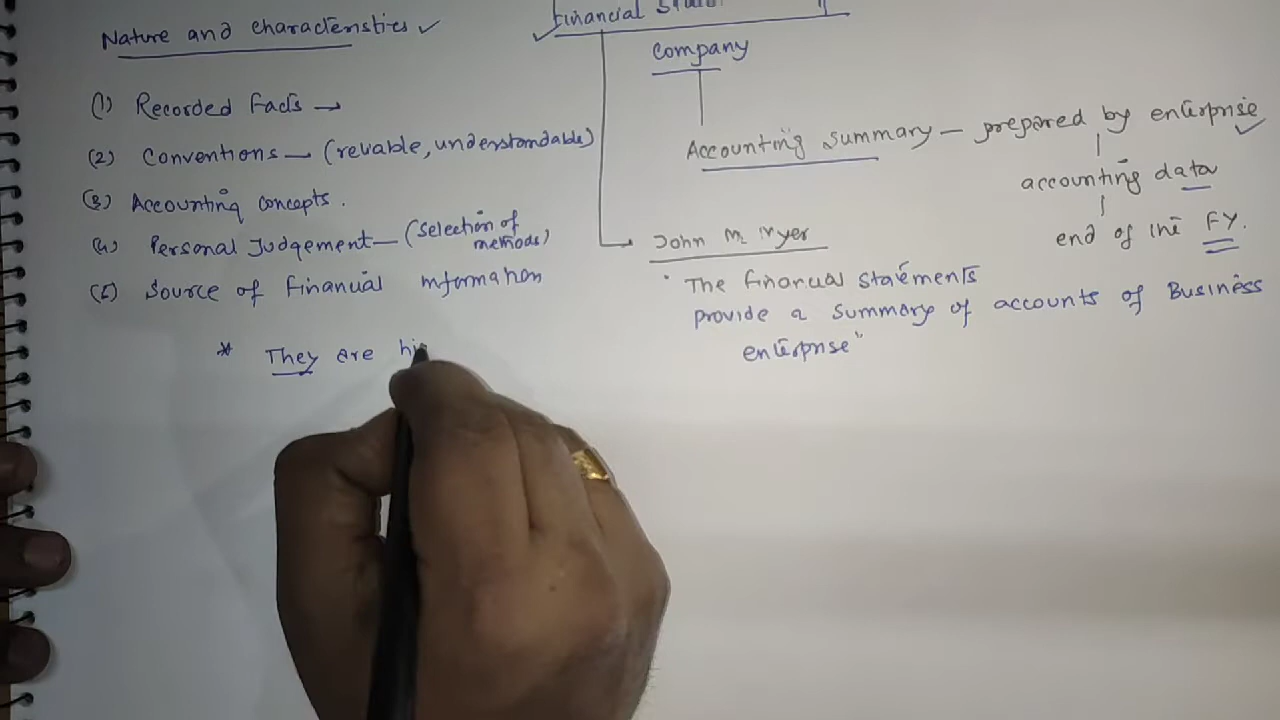 Nature and characteristics ✓
(1) Recorded Facts →
(2) Conventions — (reliable, understandable)
(3) Accounting concepts.
(4) Personal Judgement — (Selection of methods)
(5) Source of financial information
* They are
Financial
Company
Accounting summary — prepared by enterprise
accounting data
end of the FY.
John M. Myer
"The financial statements
provide a summary of accounts of Business
enterprise"